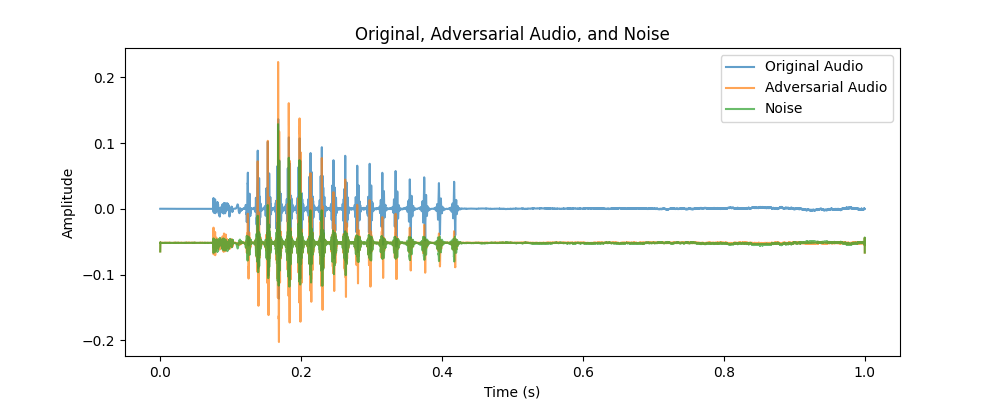 Original, Adversarial Audio, and Noise
Original Audio
Adversarial Audio
Noise
Amplitude
0.2
0.1
0.0
−0.1
−0.2
0.0 0.2 0.4 0.6 0.8 1.0
Time (s)